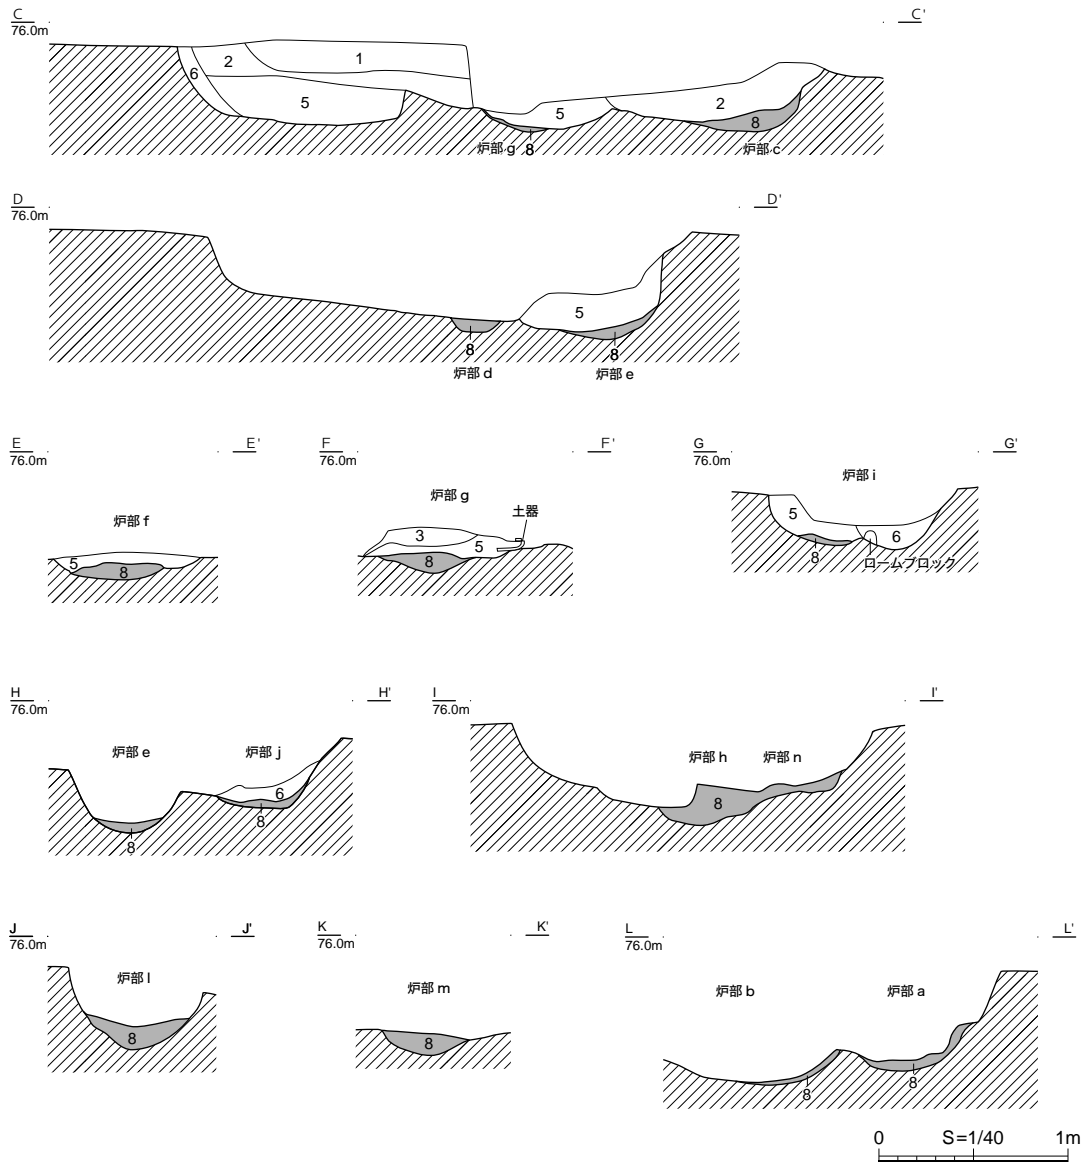 C C'
76.0m
1
2
6
5
5
2
8
炉部 g 8
炉部 c
D D'
76.0m
5
8
8
炉部 d
炉部 e
E E'
76.0m
炉部 f
5
8
F F'
76.0m
炉部 g
土器
3
5
8
G G'
76.0m
炉部 i
5
6
8
ロームブロック
H H'
76.0m
炉部 e
炉部 j
6
8
8
I I'
76.0m
炉部 h
炉部 n
8
J J'
76.0m
炉部 l
8
K K'
76.0m
炉部 m
8
L L'
76.0m
炉部 b
炉部 a
8
8
0 S=1/40 1m